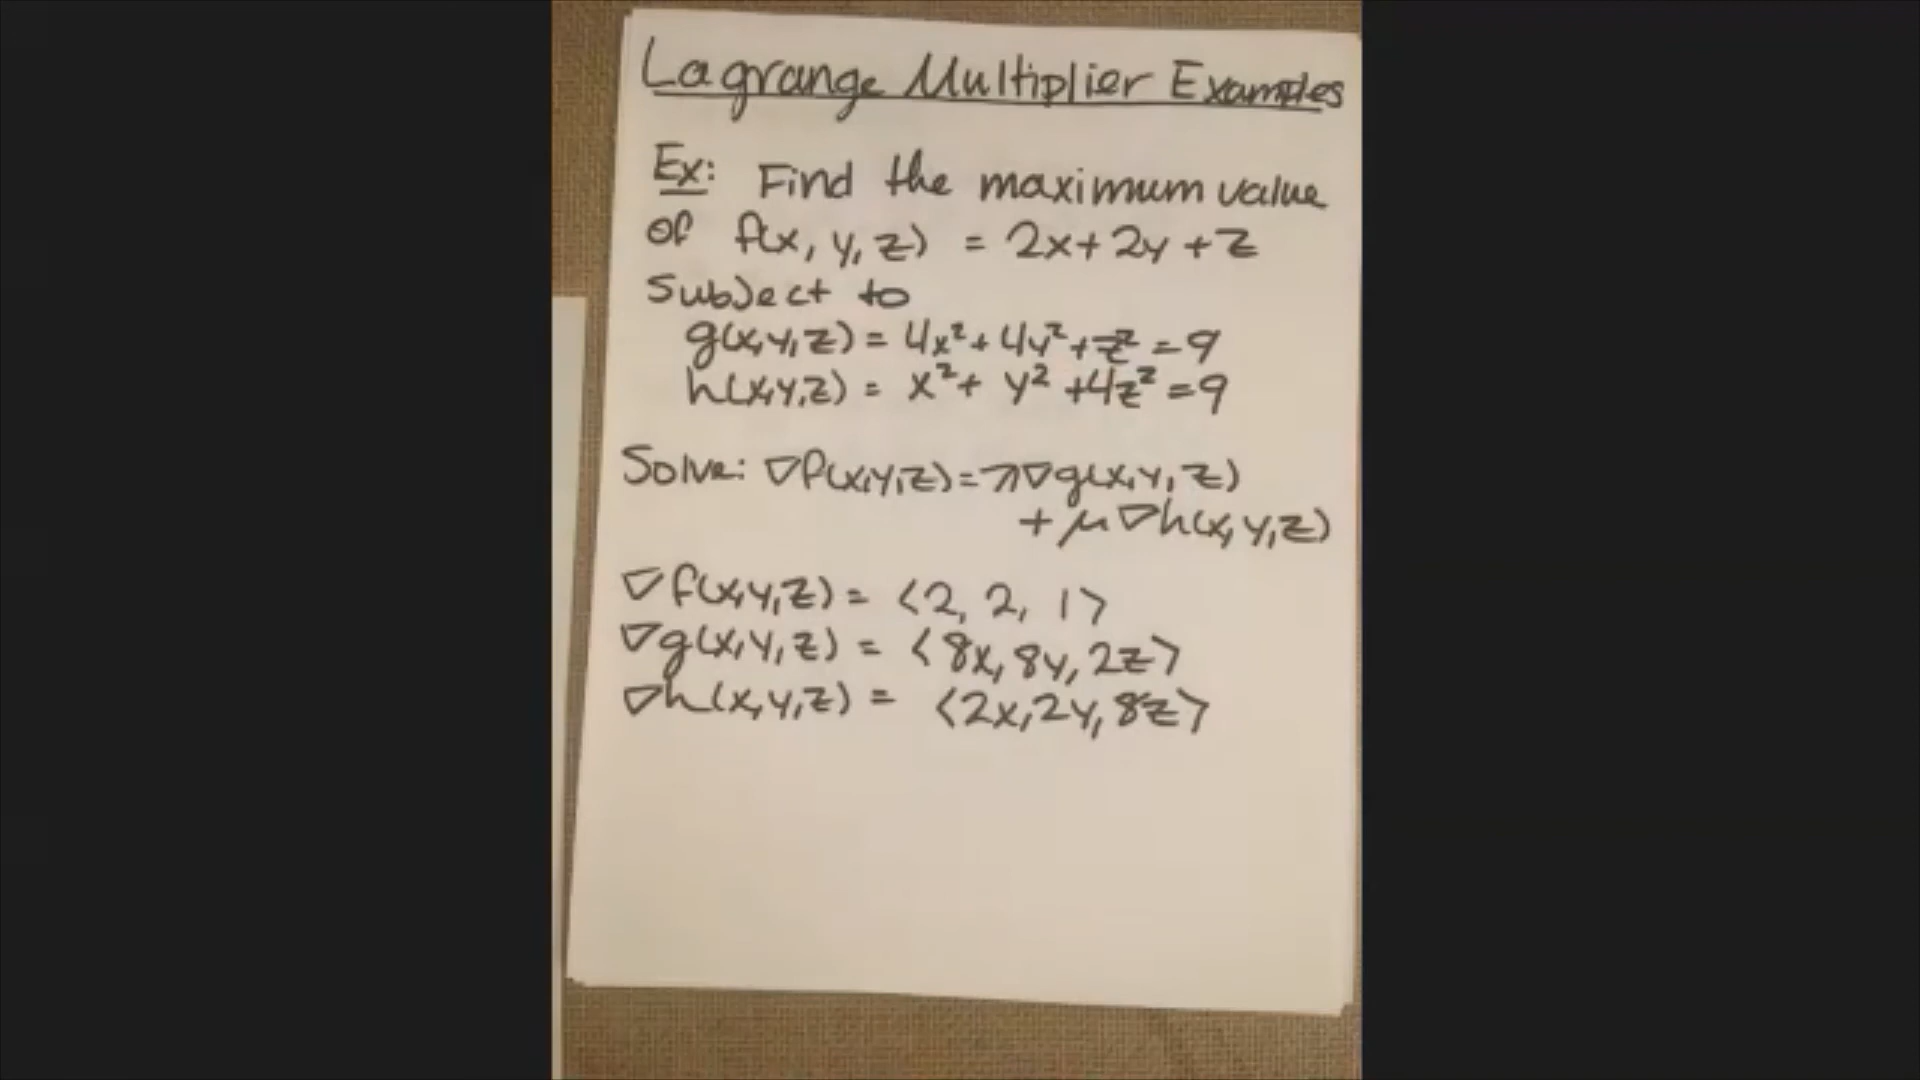 Lagrange Multiplier Examples
Ex: Find the maximum value
of f(x, y, z) = 2x + 2y + z
Subject to
g(x,y,z) = 4x² + 4y² + z² = 9
h(x,y,z) = x² + y² + 4z² = 9
Solve: ∇f(x,y,z) = λ∇g(x,y,z)
+ μ∇h(x,y,z)
∇f(x,y,z) = ⟨2, 2, 1⟩
∇g(x,y,z) = ⟨8x, 8y, 2z⟩
∇h(x,y,z) = ⟨2x, 2y, 8z⟩